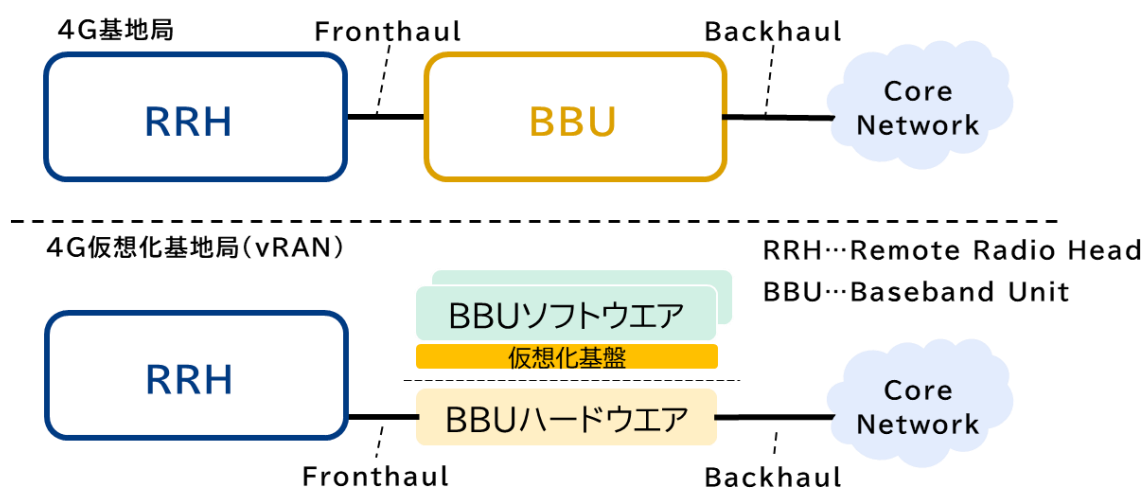 4G基地局
Fronthaul
Backhaul
RRH
BBU
Core
Network
4G仮想化基地局(vRAN)
RRH…Remote Radio Head
BBU…Baseband Unit
BBUソフトウエア
仮想化基盤
RRH
BBUハードウエア
Core
Network
Fronthaul
Backhaul